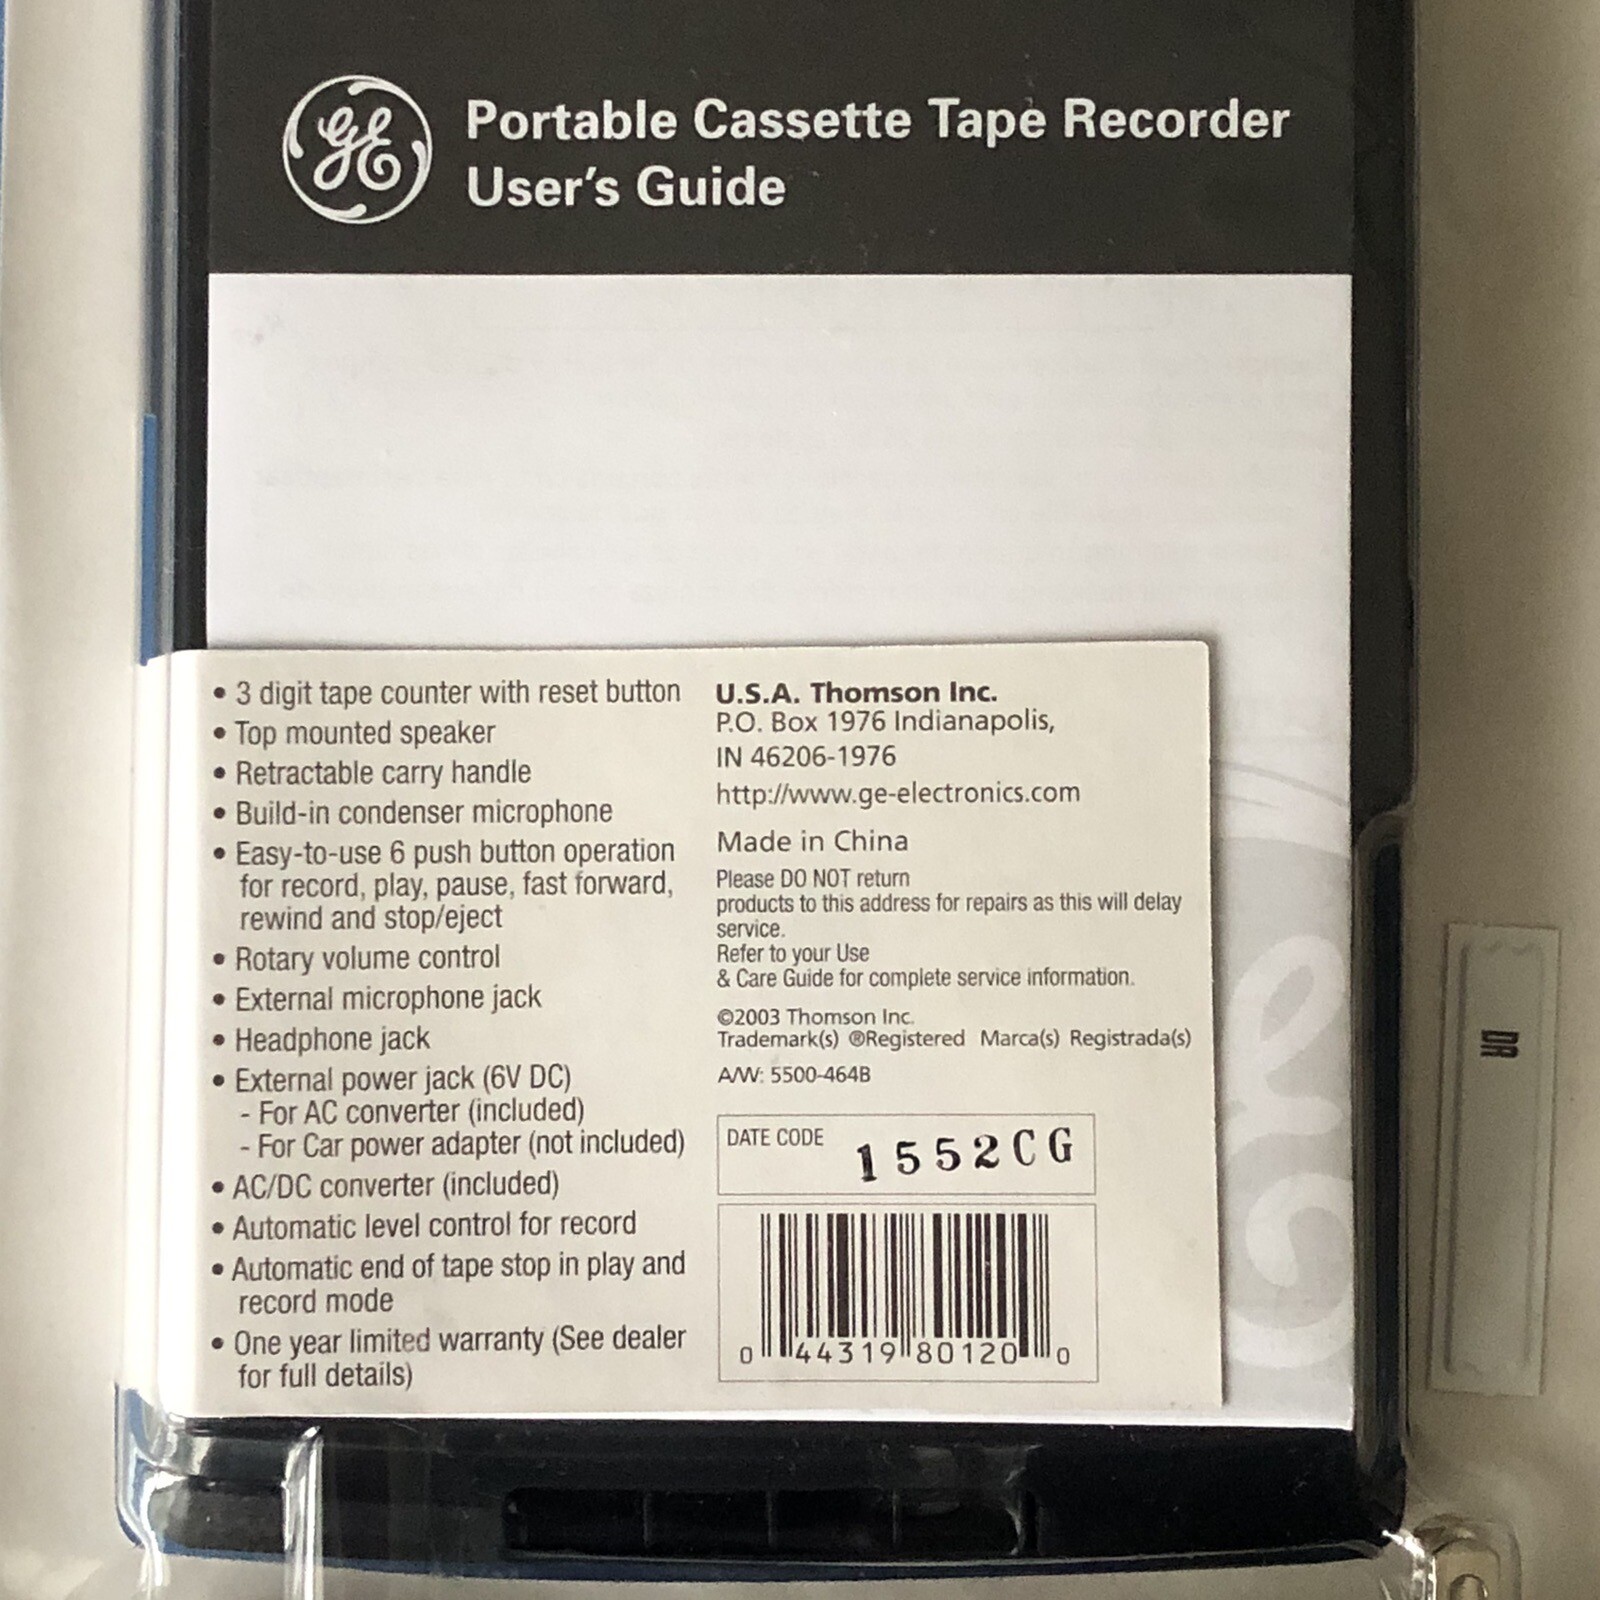 GE
Portable Cassette Tape Recorder
User's Guide
• 3 digit tape counter with reset button
• Top mounted speaker
• Retractable carry handle
• Build-in condenser microphone
• Easy-to-use 6 push button operation
for record, play, pause, fast forward,
rewind and stop/eject
• Rotary volume control
• External microphone jack
• Headphone jack
• External power jack (6V DC)
- For AC converter (included)
- For Car power adapter (not included)
• AC/DC converter (included)
• Automatic level control for record
• Automatic end of tape stop in play and
record mode
• One year limited warranty (See dealer
for full details)
U.S.A. Thomson Inc.
P.O. Box 1976 Indianapolis,
IN 46206-1976
http://www.ge-electronics.com
Made in China
Please DO NOT return
products to this address for repairs as this will delay
service.
Refer to your Use
& Care Guide for complete service information.
©2003 Thomson Inc.
Trademark(s) ®Registered Marca(s) Registrada(s)
A/W: 5500-464B
DATE CODE 1552CG
0 44319 80120 0
DR